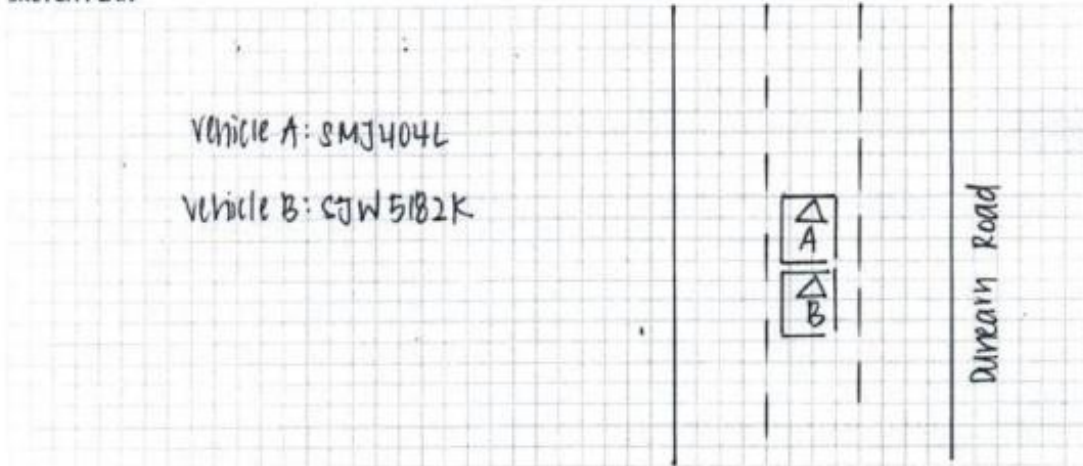 vehicle A: SMJ404L
vehicle B: SJW5182K
A
B
Dunearn Road